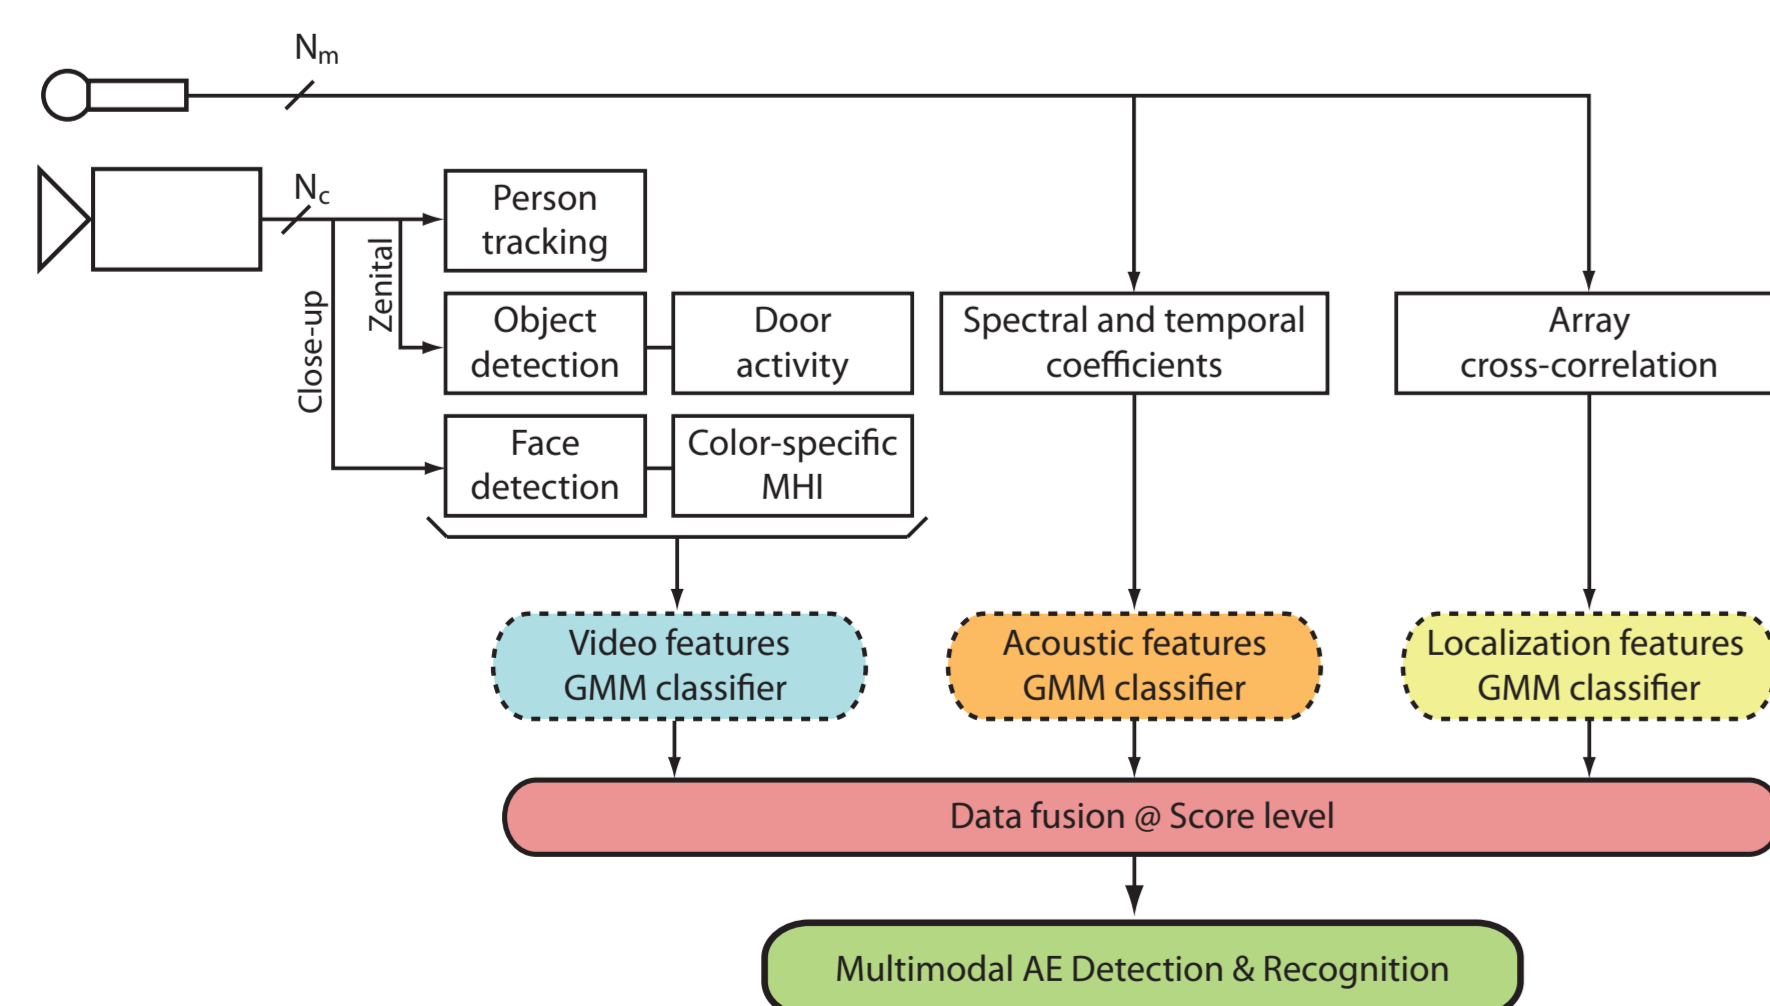 Nm
Nc
Zenital
Close-up
Person
tracking
Object
detection
Door
activity
Face
detection
Color-specific
MHI
Spectral and temporal
coefficients
Array
cross-correlation
Video features
GMM classifier
Acoustic features
GMM classifier
Localization features
GMM classifier
Data fusion @ Score level
Multimodal AE Detection & Recognition